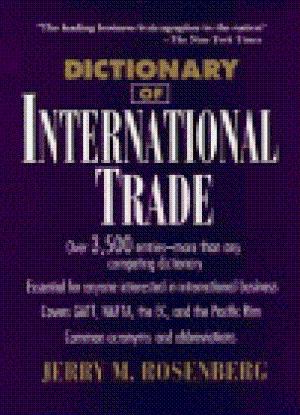 "The leading business lexicographer in the nation"
- The New York Times
DICTIONARY
OF
INTERNATIONAL
TRADE
Over 3,500 entries—more than any
competing dictionary
Essential for anyone interested in international business
Covers GATT, NAFTA, the EC, and the Pacific Rim
Common acronyms and abbreviations
JERRY M. ROSENBERG